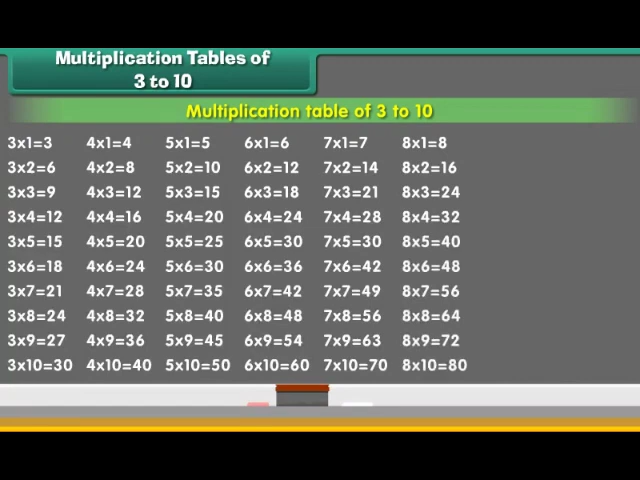 Multiplication Tables of
3 to 10
Multiplication table of 3 to 10
3x1=3 4x1=4 5x1=5 6x1=6 7x1=7 8x1=8
3x2=6 4x2=8 5x2=10 6x2=12 7x2=14 8x2=16
3x3=9 4x3=12 5x3=15 6x3=18 7x3=21 8x3=24
3x4=12 4x4=16 5x4=20 6x4=24 7x4=28 8x4=32
3x5=15 4x5=20 5x5=25 6x5=30 7x5=30 8x5=40
3x6=18 4x6=24 5x6=30 6x6=36 7x6=42 8x6=48
3x7=21 4x7=28 5x7=35 6x7=42 7x7=49 8x7=56
3x8=24 4x8=32 5x8=40 6x8=48 7x8=56 8x8=64
3x9=27 4x9=36 5x9=45 6x9=54 7x9=63 8x9=72
3x10=30 4x10=40 5x10=50 6x10=60 7x10=70 8x10=80